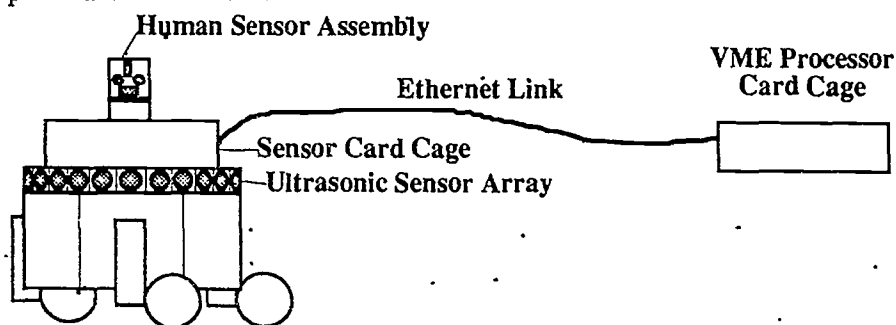 Human Sensor Assembly
VME Processor
Card Cage
Ethernet Link
Sensor Card Cage
Ultrasonic Sensor Array